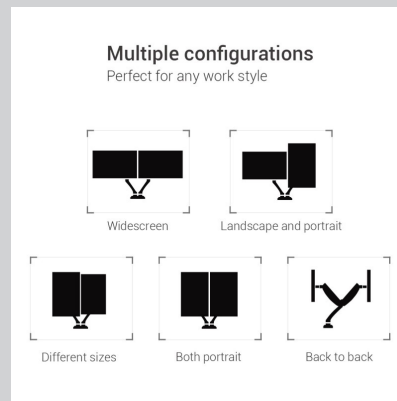 Multiple configurations
Perfect for any work style
Widescreen
Landscape and portrait
Different sizes
Both portrait
Back to back